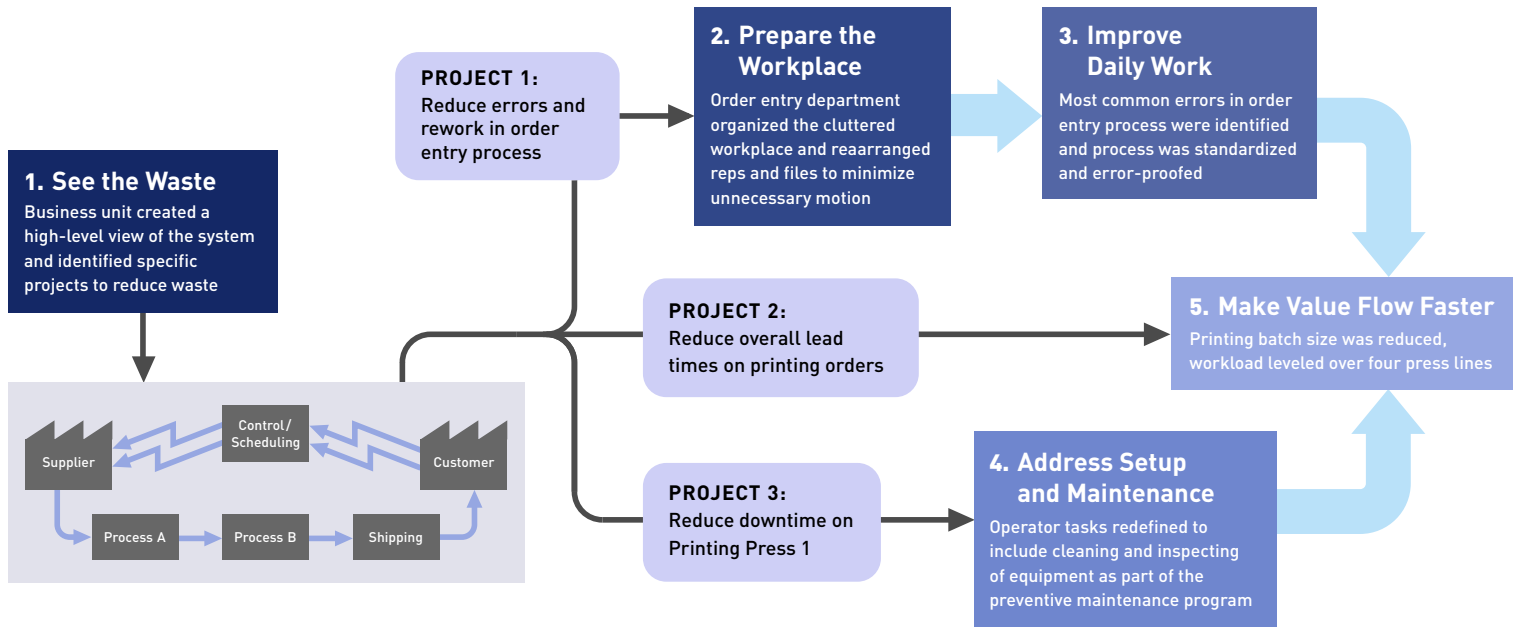 1. See the Waste
Business unit created a
high-level view of the system
and identified specific
projects to reduce waste
Supplier
Control/
Scheduling
Customer
Process A
Process B
Shipping
PROJECT 1:
Reduce errors and
rework in order
entry process
2. Prepare the
Workplace
Order entry department
organized the cluttered
workplace and reaarranged
reps and files to minimize
unnecessary motion
3. Improve
Daily Work
Most common errors in order
entry process were identified
and process was standardized
and error-proofed
PROJECT 2:
Reduce overall lead
times on printing orders
PROJECT 3:
Reduce downtime on
Printing Press 1
4. Address Setup
and Maintenance
Operator tasks redefined to
include cleaning and inspecting
of equipment as part of the
preventive maintenance program
5. Make Value Flow Faster
Printing batch size was reduced,
workload leveled over four press lines